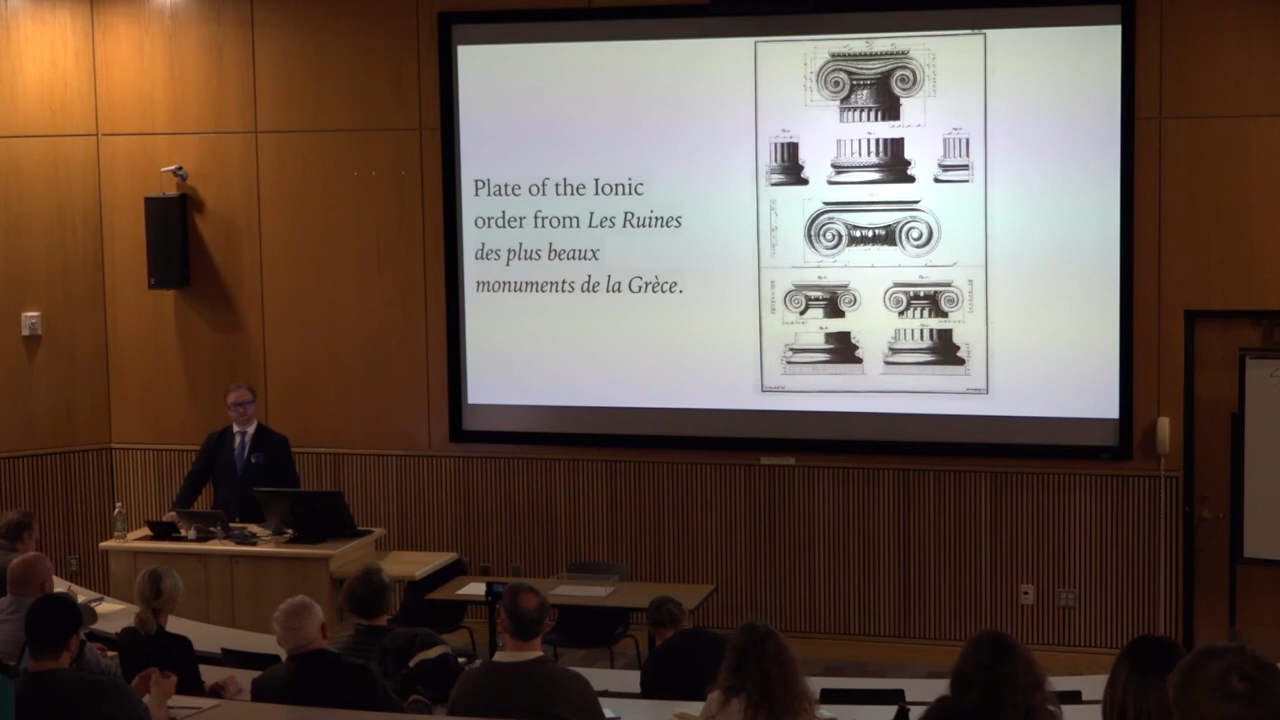 Plate of the Ionic
order from Les Ruines
des plus beaux
monuments de la Grèce.